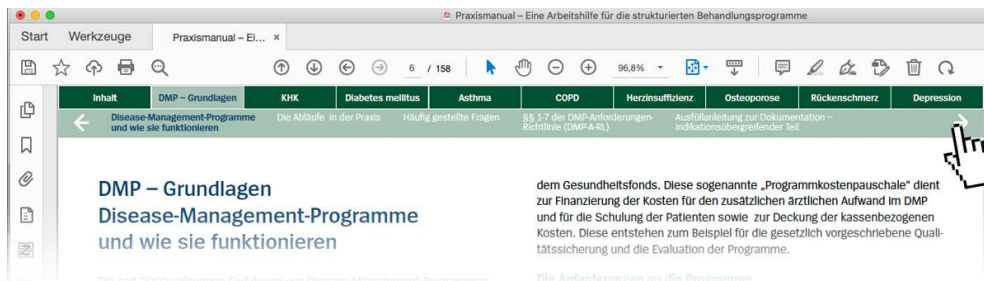 Praxismanual – Eine Arbeitshilfe für die strukturierten Behandlungsprogramme
Start Werkzeuge Praxismanual – Ei... ×
6 / 158 96,8%
Inhalt DMP – Grundlagen KHK Diabetes mellitus Asthma COPD Herzinsuffizienz Osteoporose Rückenschmerz Depression
Disease-Management-Programme
und wie sie funktionieren
Die Abläufe in der Praxis
Häufig gestellte Fragen
§§ 1-7 der DMP-Anforderungen-
Richtlinie (DMP-A-RL)
Ausfüllanleitung zur Dokumentation –
Indikationsübergreifender Teil
DMP – Grundlagen
Disease-Management-Programme
und wie sie funktionieren
dem Gesundheitsfonds. Diese sogenannte „Programmkostenpauschale“ dient
zur Finanzierung der Kosten für den zusätzlichen ärztlichen Aufwand im DMP
und für die Schulung der Patienten sowie zur Deckung der kassenbezogenen
Kosten. Diese entstehen zum Beispiel für die gesetzlich vorgeschriebene Quali-
tätssicherung und die Evaluation der Programme.
Die Anforderungen an die Programme